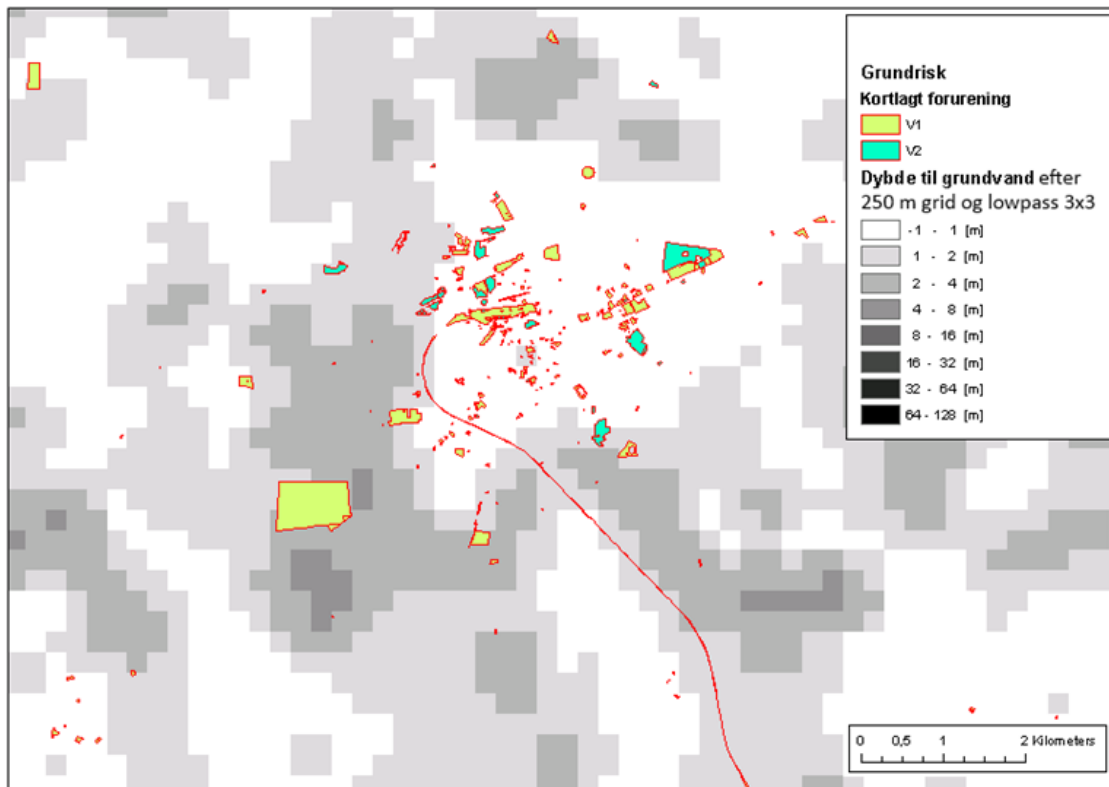 Grundrisk
Kortlagt forurening
V1
V2
Dybde til grundvand efter
250 m grid og lowpass 3x3
-1 - 1 [m]
1 - 2 [m]
2 - 4 [m]
4 - 8 [m]
8 - 16 [m]
16 - 32 [m]
32 - 64 [m]
64 - 128 [m]
0 0,5 1 2 Kilometers